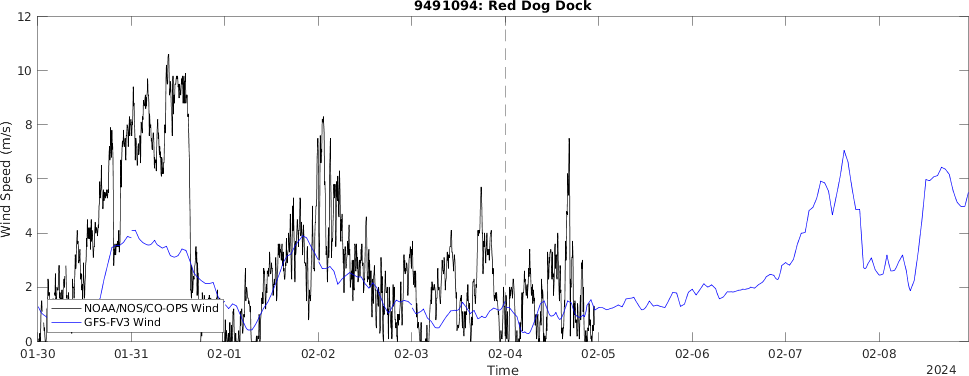 9491094: Red Dog Dock
12
10
8
6
4
2
0
Wind Speed (m/s)
NOAA/NOS/CO-OPS Wind
GFS-FV3 Wind
01-30 01-31 02-01 02-02 02-03 02-04 02-05 02-06 02-07 02-08
Time
2024